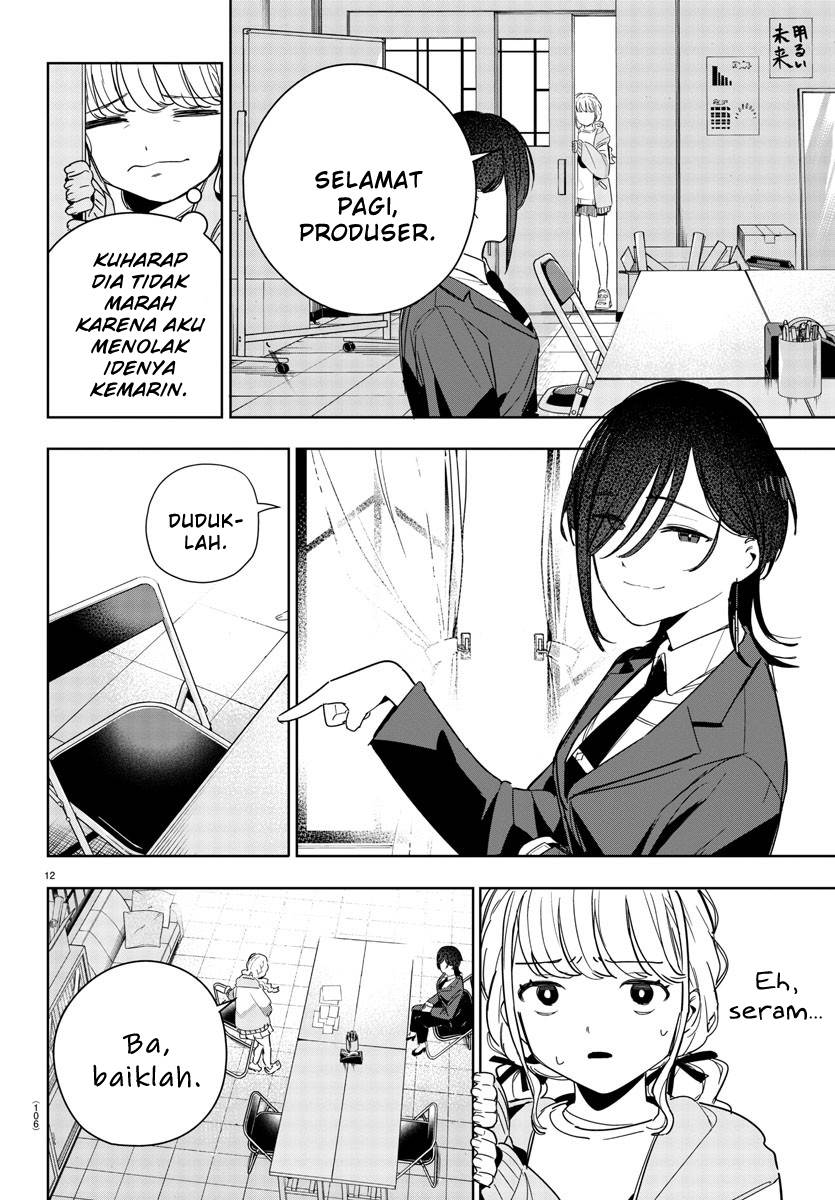 明るい
未来
SELAMAT
PAGI,
PRODUSER.
KUHARAP
DIA TIDAK
MARAH
KARENA AKU
MENOLAK
IDENYA
KEMARIN.
DUDUK-
LAH.
12
Eh,
seram...
Ba,
baiklah.
(106)